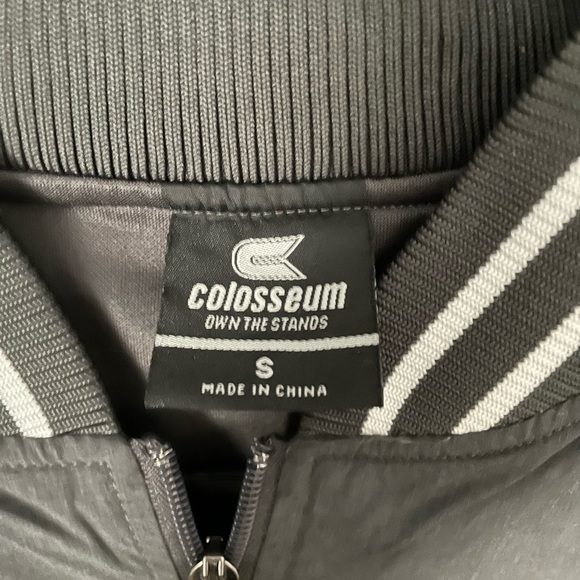 colosseum
OWN THE STANDS
S
MADE IN CHINA